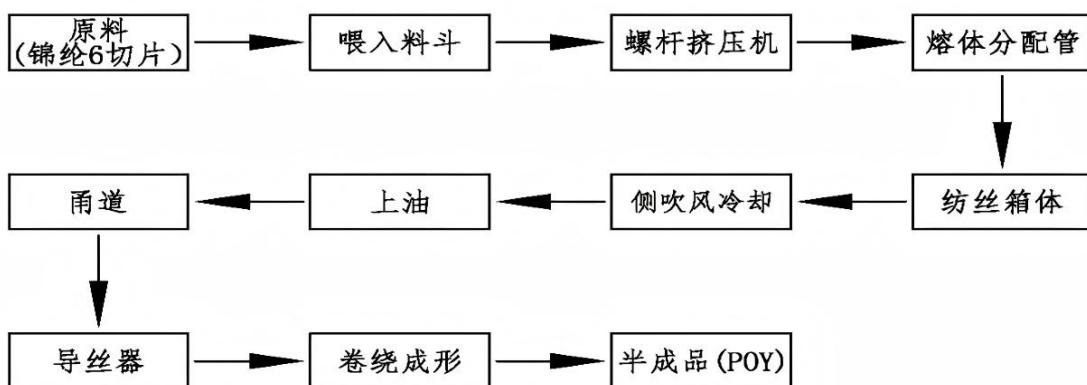 原料
(锦纶6切片)
喂入料斗
螺杆挤压机
熔体分配管
纺丝箱体
侧吹风冷却
上油
甬道
导丝器
卷绕成形
半成品(POY)